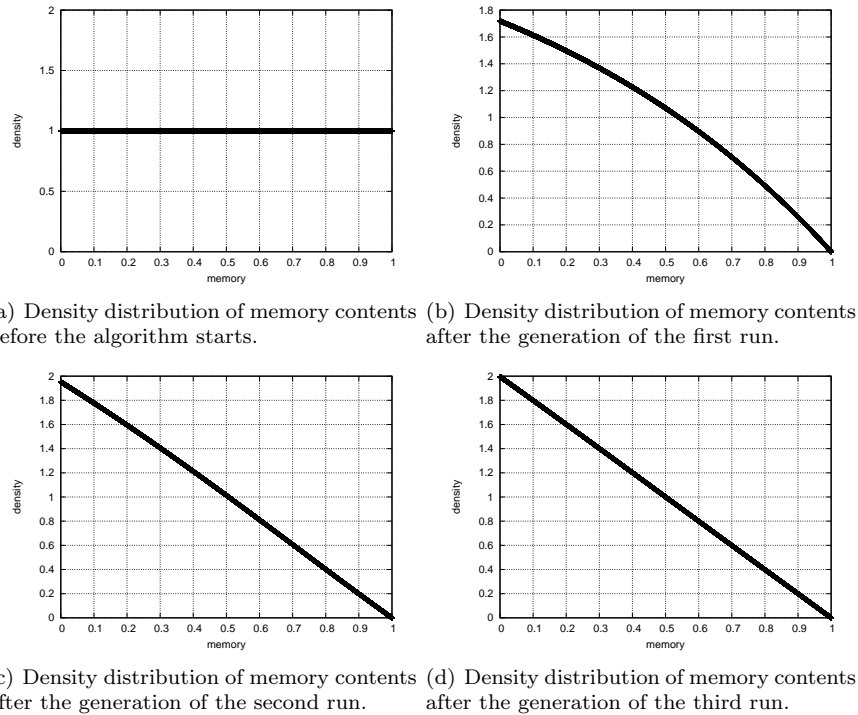 2
1.5
1
0.5
0
density
0 0.1 0.2 0.3 0.4 0.5 0.6 0.7 0.8 0.9 1
memory
a) Density distribution of memory contents
efore the algorithm starts.
1.8
1.6
1.4
1.2
1
0.8
0.6
0.4
0.2
0
density
0 0.1 0.2 0.3 0.4 0.5 0.6 0.7 0.8 0.9 1
memory
(b) Density distribution of memory contents
after the generation of the first run.
2
1.8
1.6
1.4
1.2
1
0.8
0.6
0.4
0.2
0
density
0 0.1 0.2 0.3 0.4 0.5 0.6 0.7 0.8 0.9 1
memory
c) Density distribution of memory contents
fter the generation of the second run.
2
1.8
1.6
1.4
1.2
1
0.8
0.6
0.4
0.2
0
density
0 0.1 0.2 0.3 0.4 0.5 0.6 0.7 0.8 0.9 1
memory
(d) Density distribution of memory contents
after the generation of the third run.